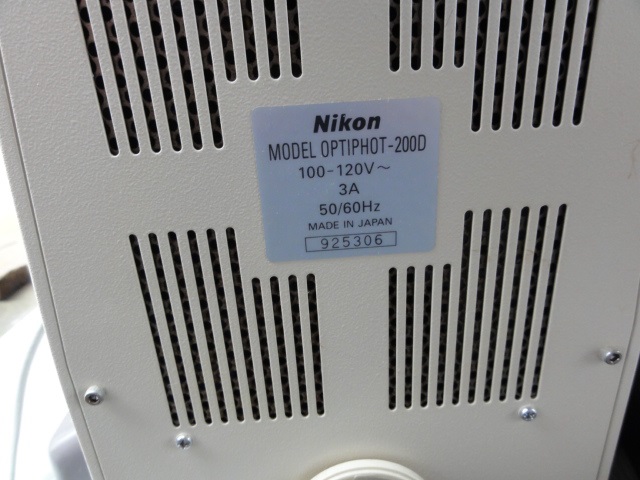 Nikon
MODEL OPTIPHOT-200D
100-120V～
3A
50/60Hz
MADE IN JAPAN
925306